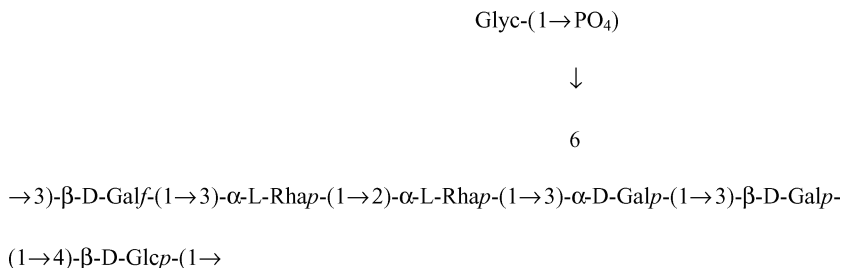 Glyc-(1→PO₄)
↓
6
→3)-β-D-Galf-(1→3)-α-L-Rhap-(1→2)-α-L-Rhap-(1→3)-α-D-Galp-(1→3)-β-D-Galp-
(1→4)-β-D-Glcp-(1→